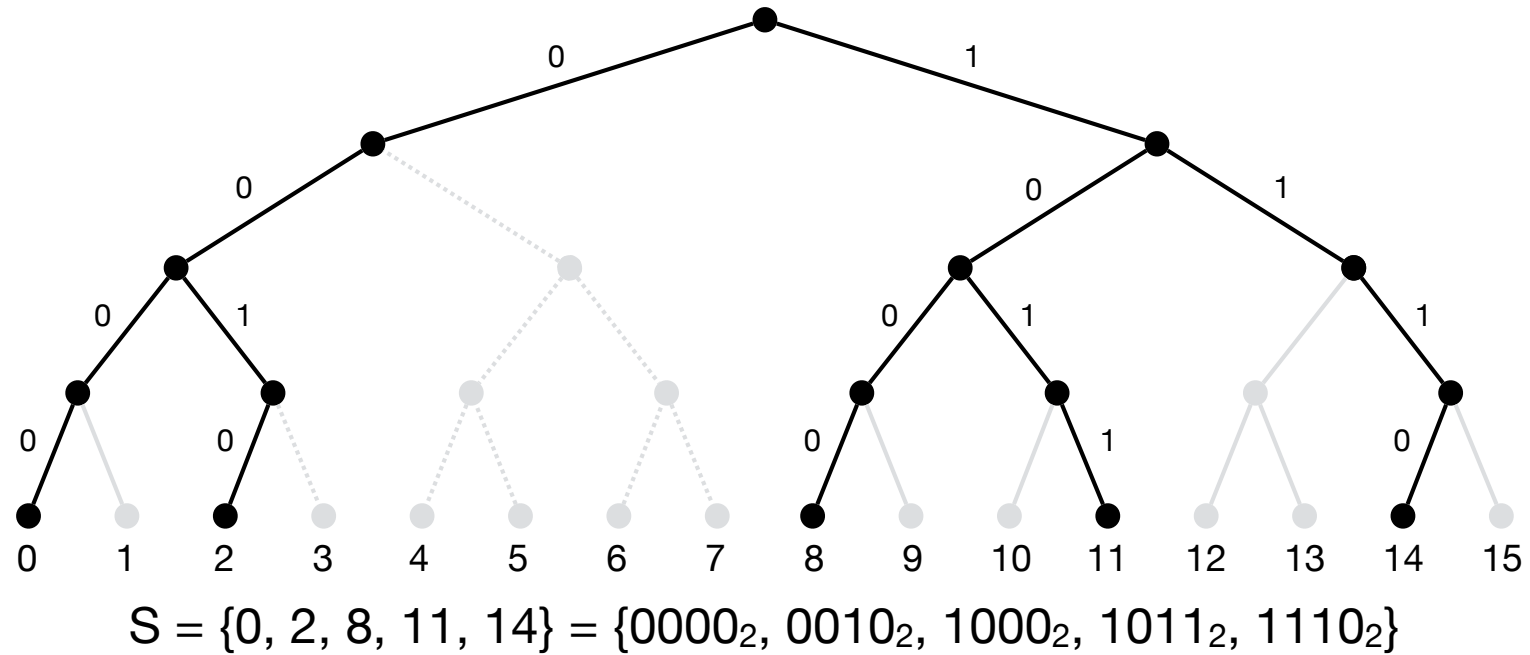 0 1
0 0 1
0 1 0 1 1
0 0 0 1 0
0 1 2 3 4 5 6 7 8 9 10 11 12 13 14 15
S = {0, 2, 8, 11, 14} = {0000₂, 0010₂, 1000₂, 1011₂, 1110₂}